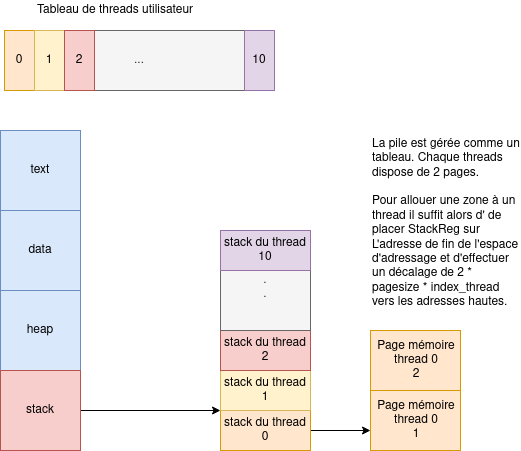 Tableau de threads utilisateur
0
1
2
...
10
text
data
heap
stack
stack du thread
10
.
.
stack du thread
2
stack du thread
1
stack du thread
0
La pile est gérée comme un
tableau. Chaque threads
dispose de 2 pages.
Pour allouer une zone à un
thread il suffit alors d' de
placer StackReg sur
L'adresse de fin de l'espace
d'adressage et d'effectuer
un décalage de 2 *
pagesize * index_thread
vers les adresses hautes.
Page mémoire
thread 0
2
Page mémoire
thread 0
1